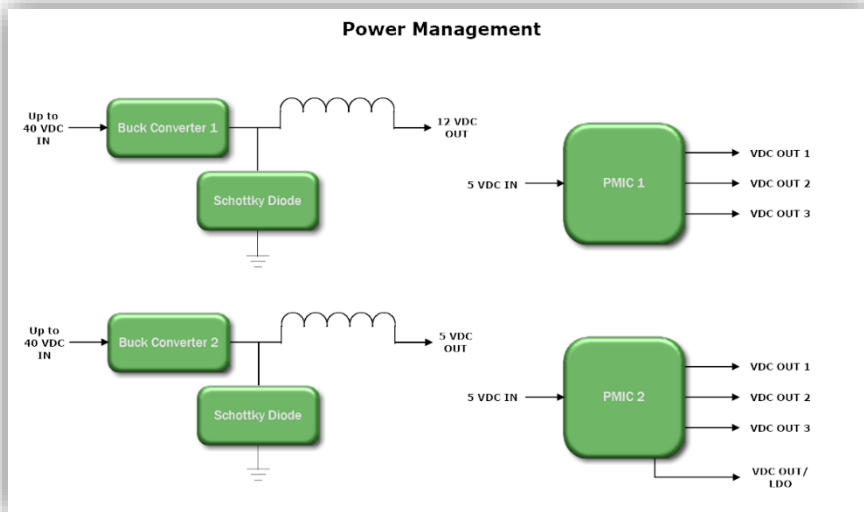 Power Management
Up to
40 VDC
IN
Buck Converter 1
12 VDC
OUT
Schottky Diode
5 VDC IN
PMIC 1
VDC OUT 1
VDC OUT 2
VDC OUT 3
Up to
40 VDC
IN
Buck Converter 2
5 VDC
OUT
Schottky Diode
5 VDC IN
PMIC 2
VDC OUT 1
VDC OUT 2
VDC OUT 3
VDC OUT/
LDO